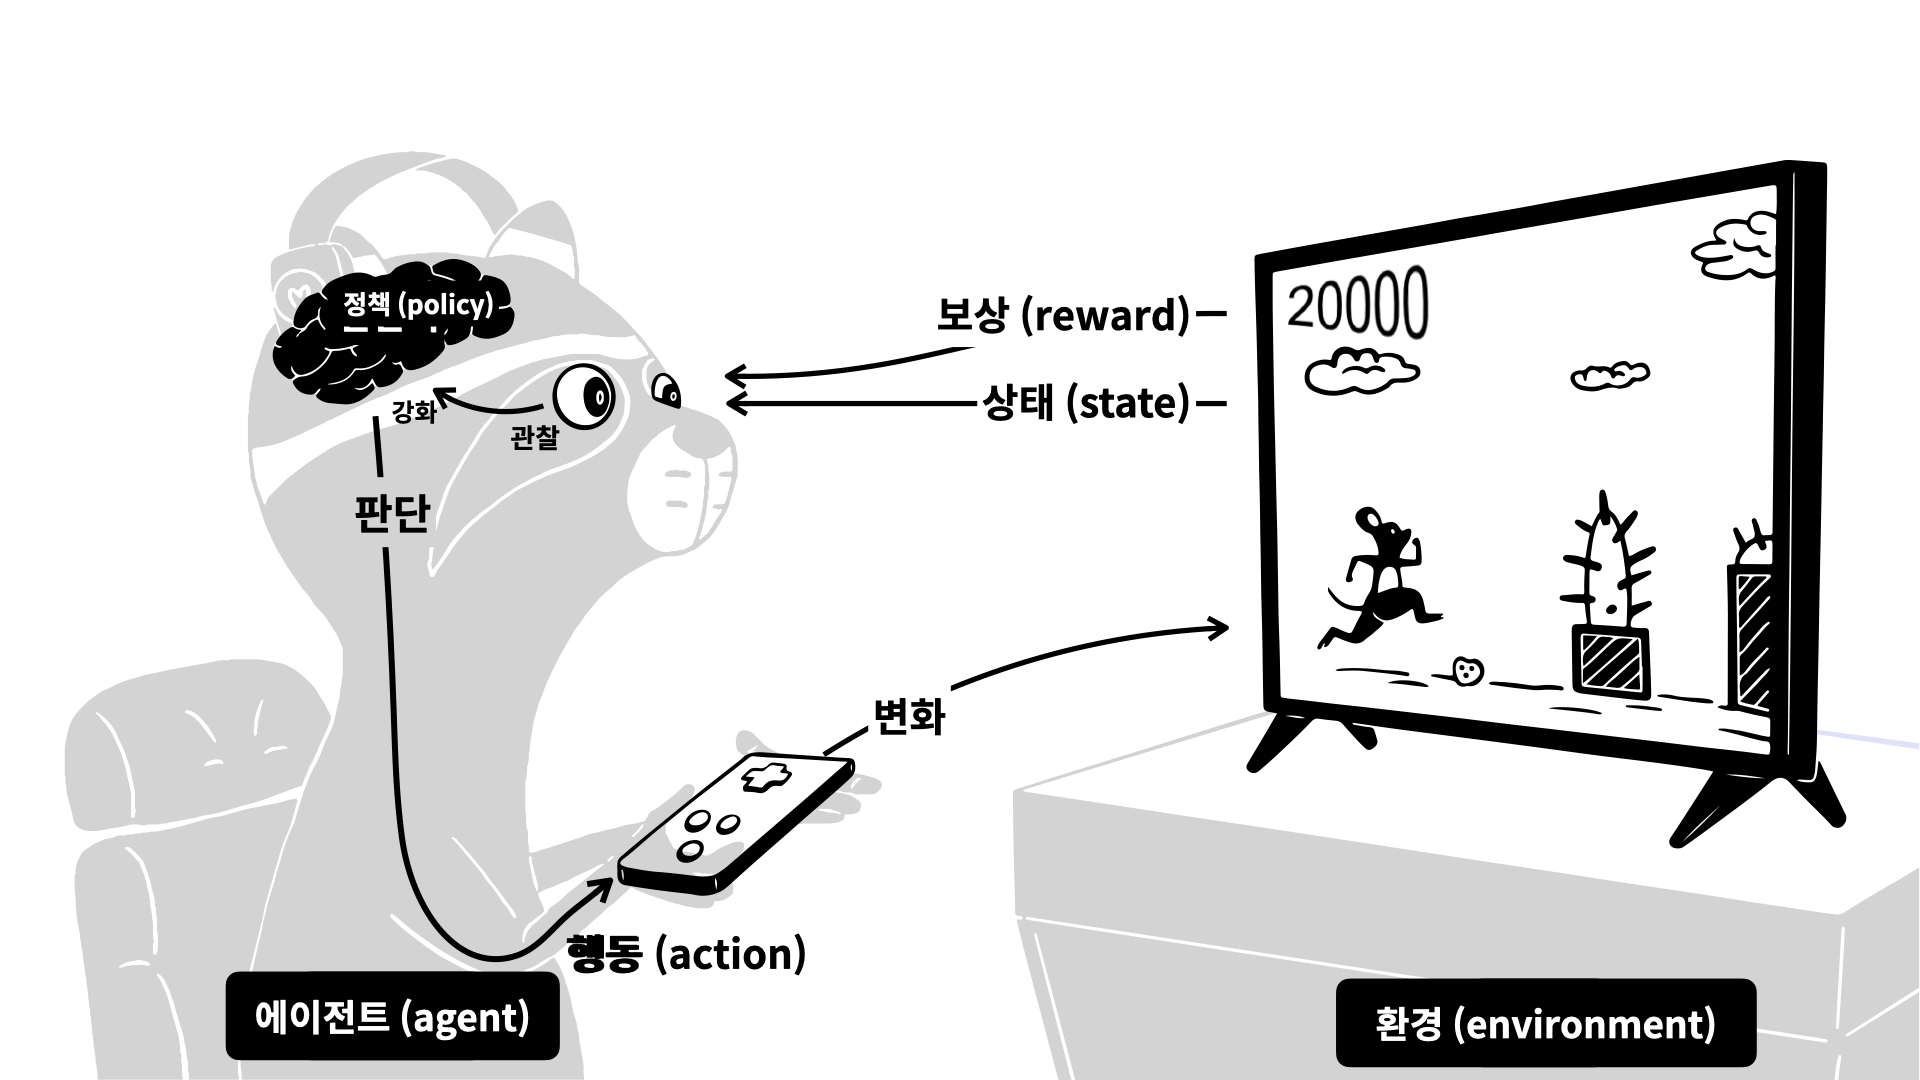 정책 (policy)
강화
관찰
판단
보상 (reward)
상태 (state)
20000
변화
행동 (action)
에이전트 (agent)
환경 (environment)